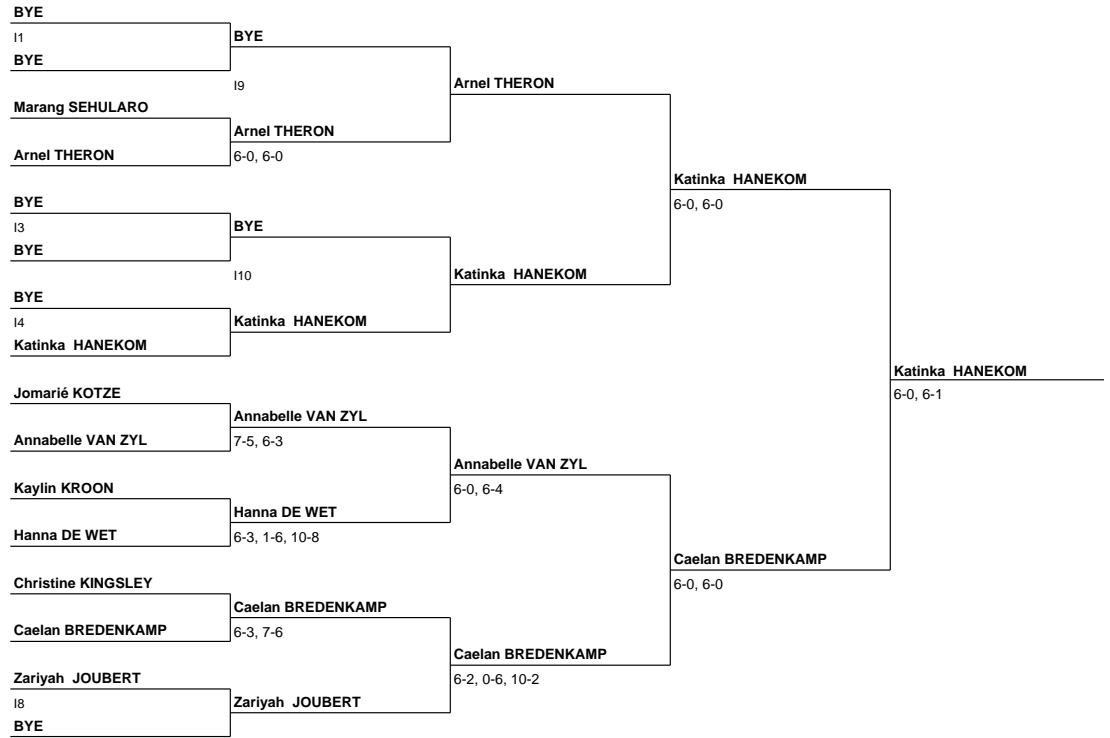 BYE
I1
BYE
BYE
I9
Arnel THERON
Marang SEHULARO
Arnel THERON
Arnel THERON
6-0, 6-0
Katinka HANEKOM
6-0, 6-0
BYE
I3
BYE
BYE
I10
Katinka HANEKOM
BYE
I4
Katinka HANEKOM
Katinka HANEKOM
Katinka HANEKOM
6-0, 6-1
Jomarié KOTZE
Annabelle VAN ZYL
Annabelle VAN ZYL
7-5, 6-3
Annabelle VAN ZYL
6-0, 6-4
Kaylin KROON
Hanna DE WET
Hanna DE WET
6-3, 1-6, 10-8
Caelan BREDENKAMP
6-0, 6-0
Christine KINGSLEY
Caelan BREDENKAMP
Caelan BREDENKAMP
6-3, 7-6
Caelan BREDENKAMP
6-2, 0-6, 10-2
Zariyah JOUBERT
I8
BYE
Zariyah JOUBERT